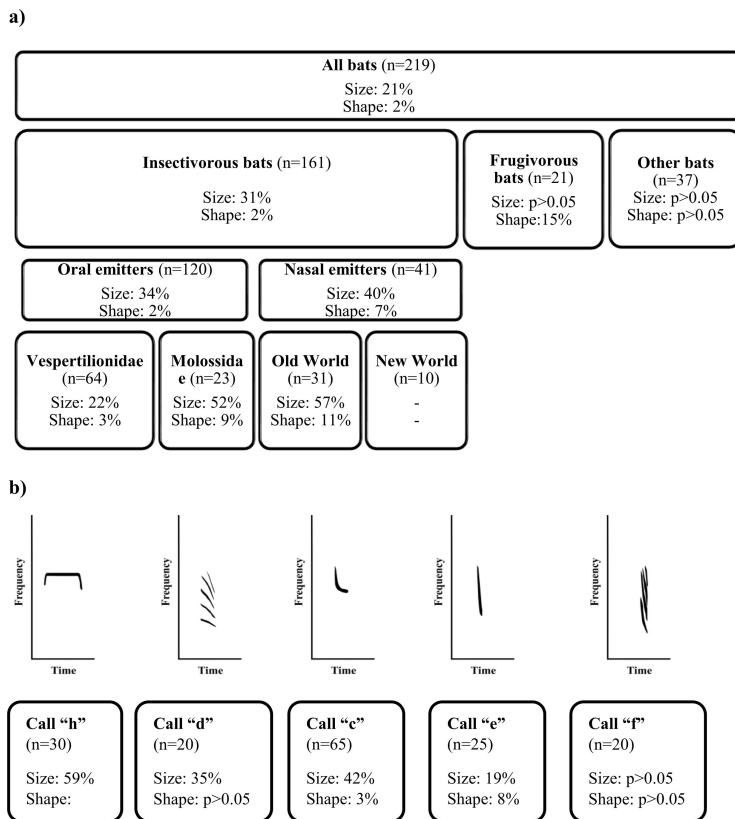 a)
All bats (n=219)
Size: 21%
Shape: 2%
Insectivorous bats (n=161)
Size: 31%
Shape: 2%
Frugivorous
bats (n=21)
Size: p>0.05
Shape:15%
Other bats
(n=37)
Size: p>0.05
Shape: p>0.05
Oral emitters (n=120)
Size: 34%
Shape: 2%
Nasal emitters (n=41)
Size: 40%
Shape: 7%
Vespertilionidae
(n=64)
Size: 22%
Shape: 3%
Molossida
e (n=23)
Size: 52%
Shape: 9%
Old World
(n=31)
Size: 57%
Shape: 11%
New World
(n=10)
-
-
b)
Frequency
Time
Frequency
Time
Frequency
Time
Frequency
Time
Frequency
Time
Call “h”
(n=30)
Size: 59%
Shape:
Call “d”
(n=20)
Size: 35%
Shape: p>0.05
Call “c”
(n=65)
Size: 42%
Shape: 3%
Call “e”
(n=25)
Size: 19%
Shape: 8%
Call “f”
(n=20)
Size: p>0.05
Shape: p>0.05